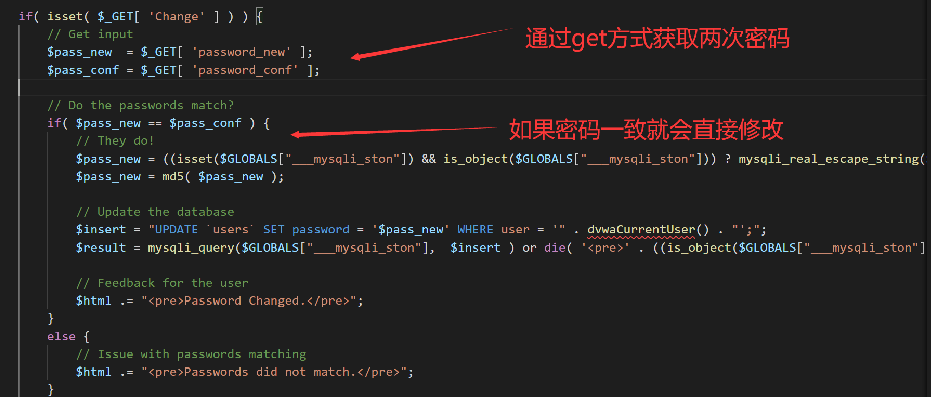 if( isset( $_GET[ 'Change' ] ) ) {
// Get input
$pass_new  = $_GET[ 'password_new' ];
$pass_conf = $_GET[ 'password_conf' ];
通过get方式获取两次密码
// Do the passwords match?
if( $pass_new == $pass_conf ) {
如果密码一致就会直接修改
// They do!
$pass_new = ((isset($GLOBALS["___mysqli_ston"]) && is_object($GLOBALS["___mysqli_ston"])) ? mysqli_real_escape_string(
$pass_new = md5( $pass_new );
// Update the database
$insert = "UPDATE `users` SET password = '$pass_new' WHERE user = '" . dvwaCurrentUser() . "';";
$result = mysqli_query($GLOBALS["___mysqli_ston"],  $insert ) or die( '<pre>' . ((is_object($GLOBALS["___mysqli_ston"]
// Feedback for the user
$html .= "<pre>Password Changed.</pre>";
}
else {
// Issue with passwords matching
$html .= "<pre>Passwords did not match.</pre>";
}